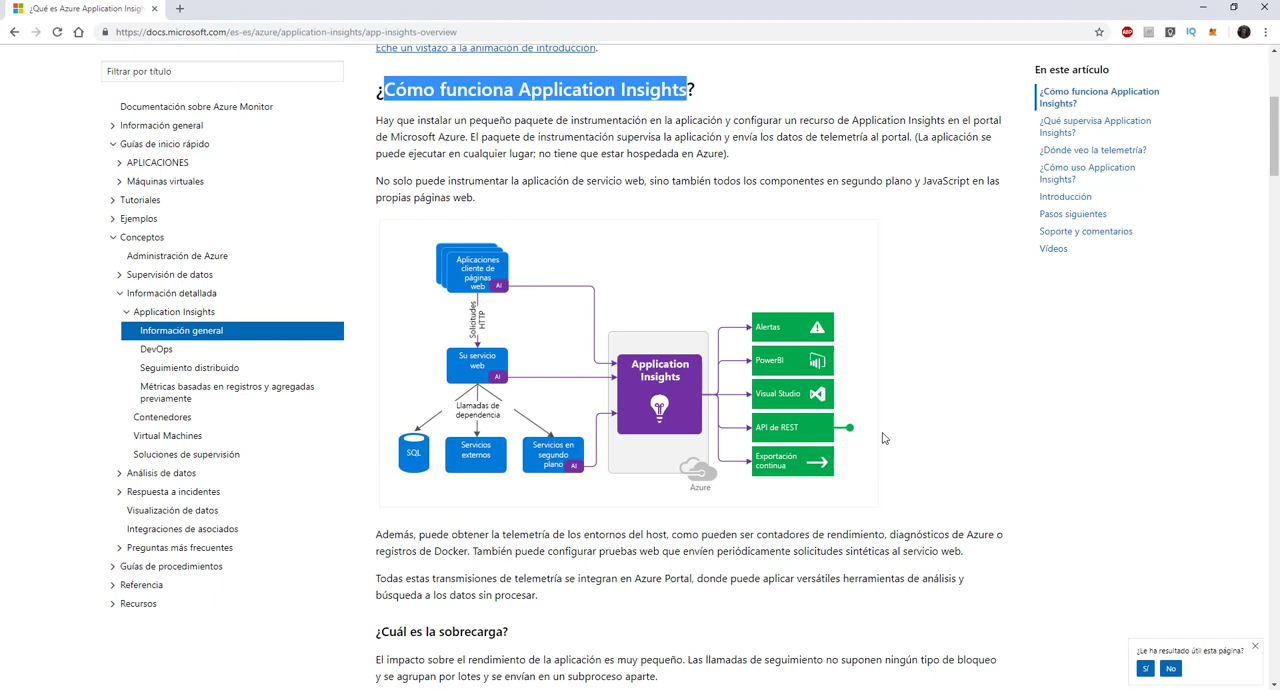 ¿Qué es Azure Application Insigh
https://docs.microsoft.com/es-es/azure/application-insights/app-insights-overview
ABP
IQ
Filtrar por título
Documentación sobre Azure Monitor
Información general
Guías de inicio rápido
APLICACIONES
Máquinas virtuales
Tutoriales
Ejemplos
Conceptos
Administración de Azure
Supervisión de datos
Información detallada
Application Insights
Información general
DevOps
Seguimiento distribuido
Métricas basadas en registros y agregadas
previamente
Contenedores
Virtual Machines
Soluciones de supervisión
Análisis de datos
Respuesta a incidentes
Visualización de datos
Integraciones de asociados
Preguntas más frecuentes
Guías de procedimientos
Referencia
Recursos
Eche un vistazo a la animación de introducción.
¿Cómo funciona Application Insights?
Hay que instalar un pequeño paquete de instrumentación en la aplicación y configurar un recurso de Application Insights en el portal
de Microsoft Azure. El paquete de instrumentación supervisa la aplicación y envía los datos de telemetría al portal. (La aplicación se
puede ejecutar en cualquier lugar; no tiene que estar hospedada en Azure).
No solo puede instrumentar la aplicación de servicio web, sino también todos los componentes en segundo plano y JavaScript en las
propias páginas web.
Aplicaciones
cliente de
páginas
web
AI
Solicitudes
HTTP
Su servicio
web
AI
Llamadas de
dependencia
SQL
Servicios
externos
Servicios en
segundo
plano
AI
Application
Insights
Azure
Alertas
PowerBI
Visual Studio
API de REST
Exportación
continua
Además, puede obtener la telemetría de los entornos del host, como pueden ser contadores de rendimiento, diagnósticos de Azure o
registros de Docker. También puede configurar pruebas web que envíen periódicamente solicitudes sintéticas al servicio web.
Todas estas transmisiones de telemetría se integran en Azure Portal, donde puede aplicar versátiles herramientas de análisis y
búsqueda a los datos sin procesar.
¿Cuál es la sobrecarga?
El impacto sobre el rendimiento de la aplicación es muy pequeño. Las llamadas de seguimiento no suponen ningún tipo de bloqueo
y se agrupan por lotes y se envían en un subproceso aparte.
En este artículo
¿Cómo funciona Application
Insights?
¿Qué supervisa Application
Insights?
¿Dónde veo la telemetría?
¿Cómo uso Application
Insights?
Introducción
Pasos siguientes
Soporte y comentarios
Vídeos
¿Le ha resultado útil esta página?
Sí
No